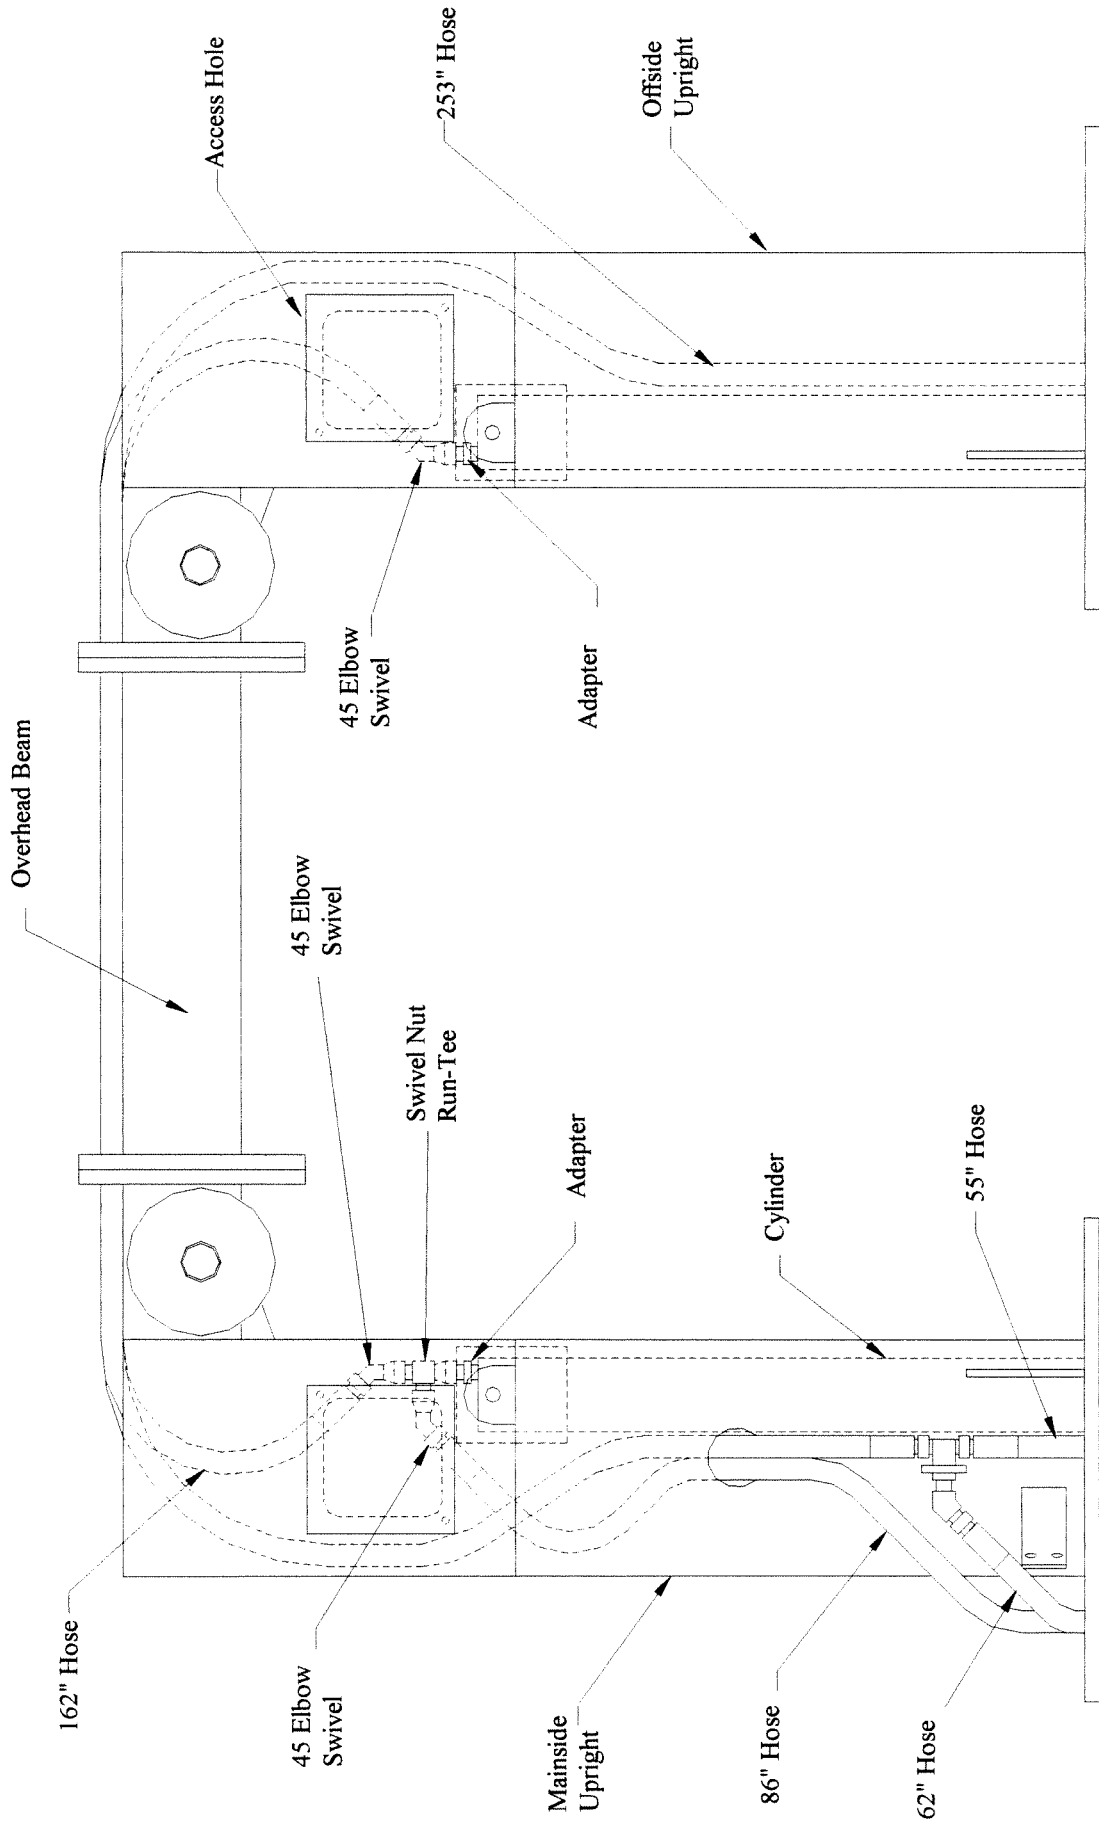 Overhead Beam
162" Hose
45 Elbow
Swivel
45 Elbow
Swivel
Swivel Nut
Run-Tee
Adapter
45 Elbow
Swivel
Adapter
Access Hole
253" Hose
Offside
Upright
Mainside
Upright
86" Hose
62" Hose
Cylinder
55" Hose